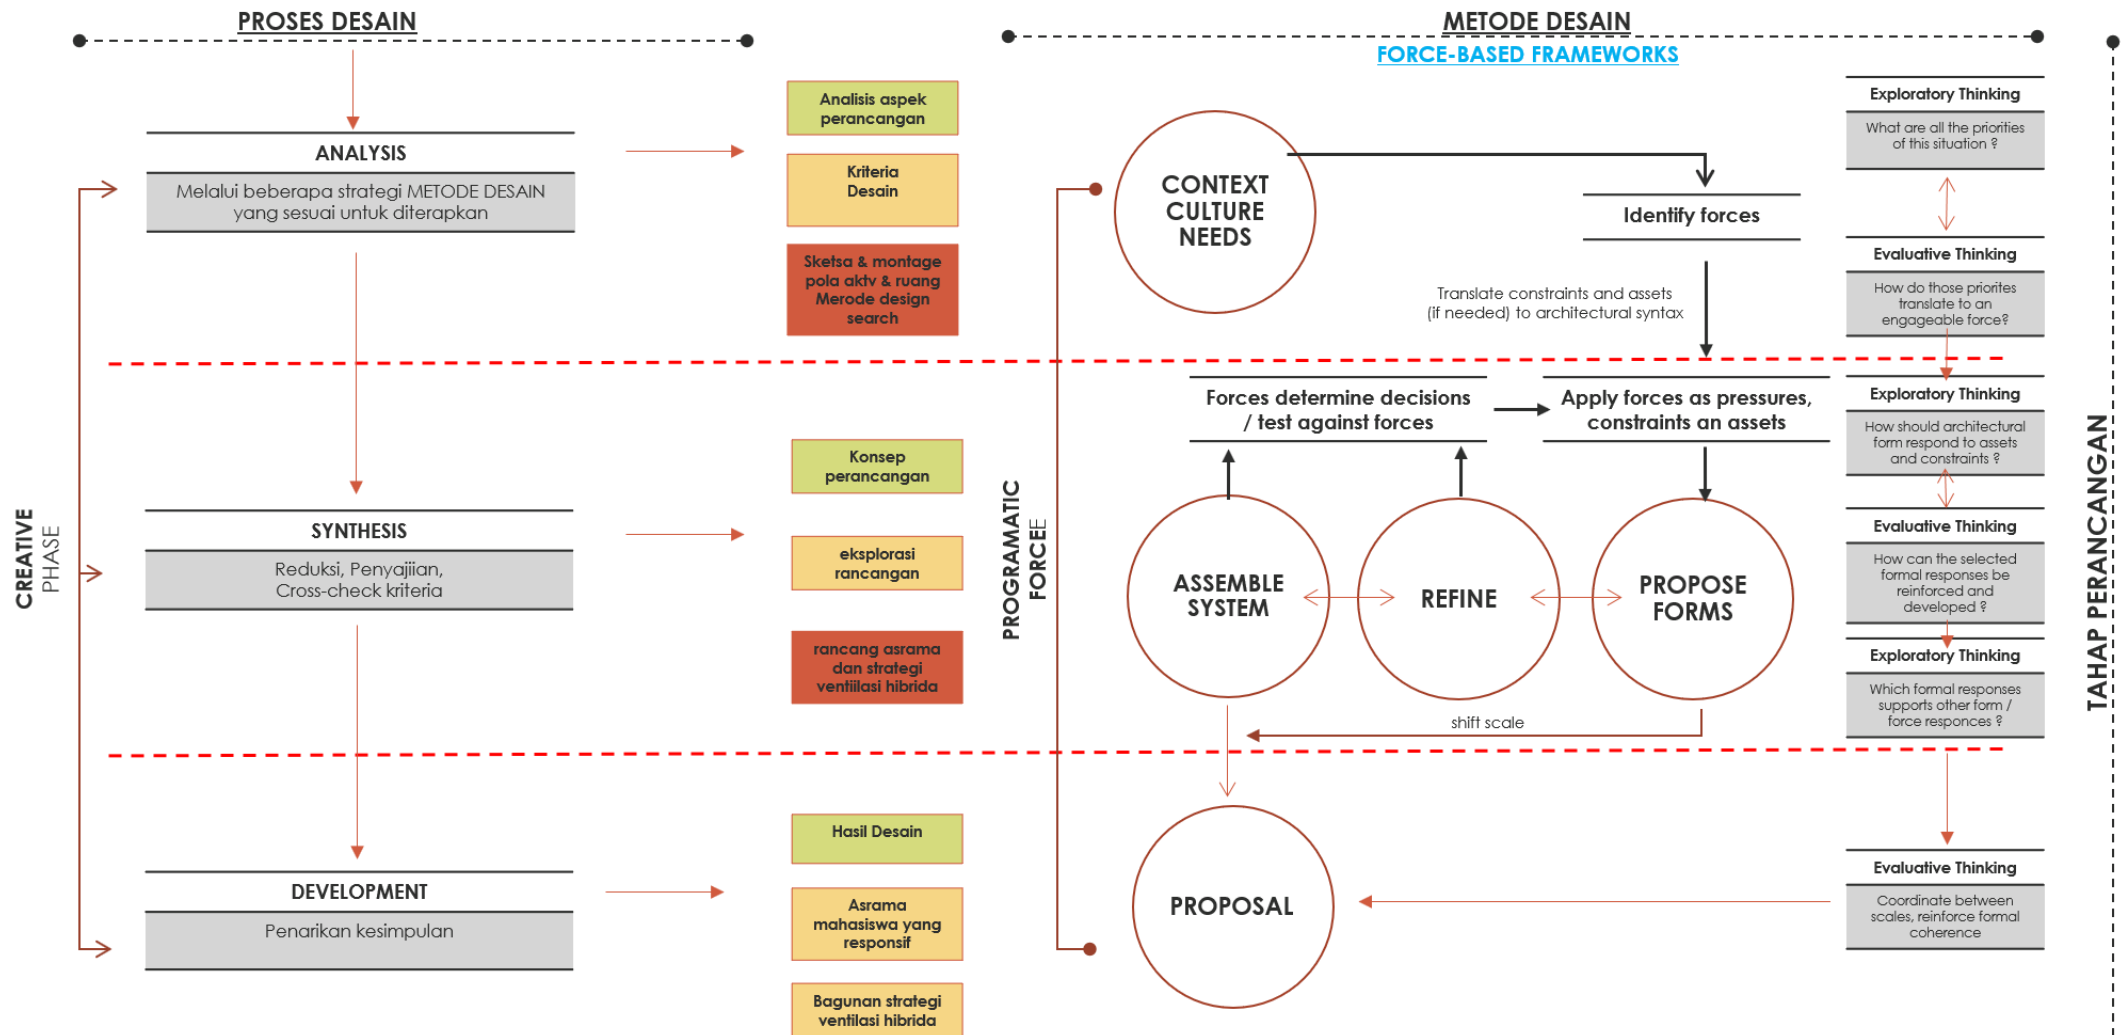 PROSES DESAIN
ANALYSIS
Melalui beberapa strategi METODE DESAIN
yang sesuai untuk diterapkan
SYNTHESIS
Reduksi, Penyajiian,
Cross-check kriteria
DEVELOPMENT
Penarikan kesimpulan
CREATIVE
PHASE
Analisis aspek
perancangan
Kriteria
Desain
Sketsa & montage
pola aktv & ruang
Merode design
search
Konsep
perancangan
eksplorasi
rancangan
rancang asrama
dan strategi
ventiilasi hibrida
Hasil Desain
Asrama
mahasiswa yang
responsif
Bagunan strategi
ventilasi hibrida
METODE DESAIN
FORCE-BASED FRAMEWORKS
PROGRAMATIC
FORCEE
CONTEXT
CULTURE
NEEDS
Identify forces
Translate constraints and assets
(if needed) to architectural syntax
Forces determine decisions
/ test against forces
Apply forces as pressures,
constraints an assets
ASSEMBLE
SYSTEM
REFINE
PROPOSE
FORMS
shift scale
PROPOSAL
Exploratory Thinking
What are all the priorities
of this situation ?
Evaluative Thinking
How do those priorites
translate to an
engageable force?
Exploratory Thinking
How should architectural
form respond to assets
and constraints ?
Evaluative Thinking
How can the selected
formal responses be
reinforced and
developed ?
Exploratory Thinking
Which formal responses
supports other form /
force responces ?
Evaluative Thinking
Coordinate between
scales, reinforce formal
coherence
TAHAP PERANCANGAN